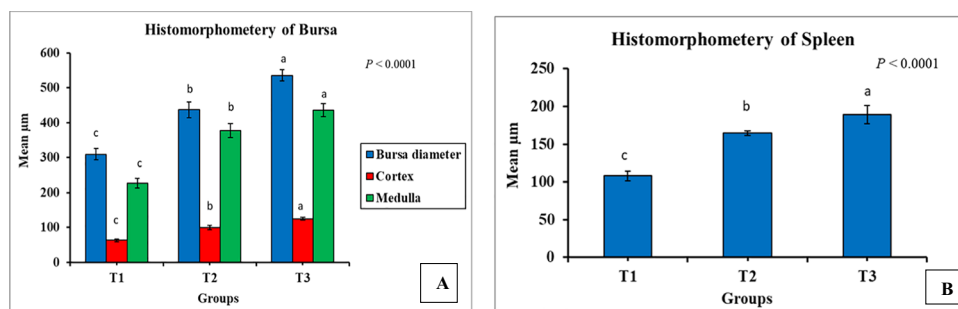 Histomorphometery of Bursa
P < 0.0001
600
500
400
300
200
100
0
Mean µm
a
a
b
b
c
c
a
b
c
Bursa diameter
Cortex
Medulla
T1 T2 T3
Groups
A
Histomorphometery of Spleen
P < 0.0001
250
200
150
100
50
0
Mean µm
a
b
c
T1 T2 T3
Groups
B